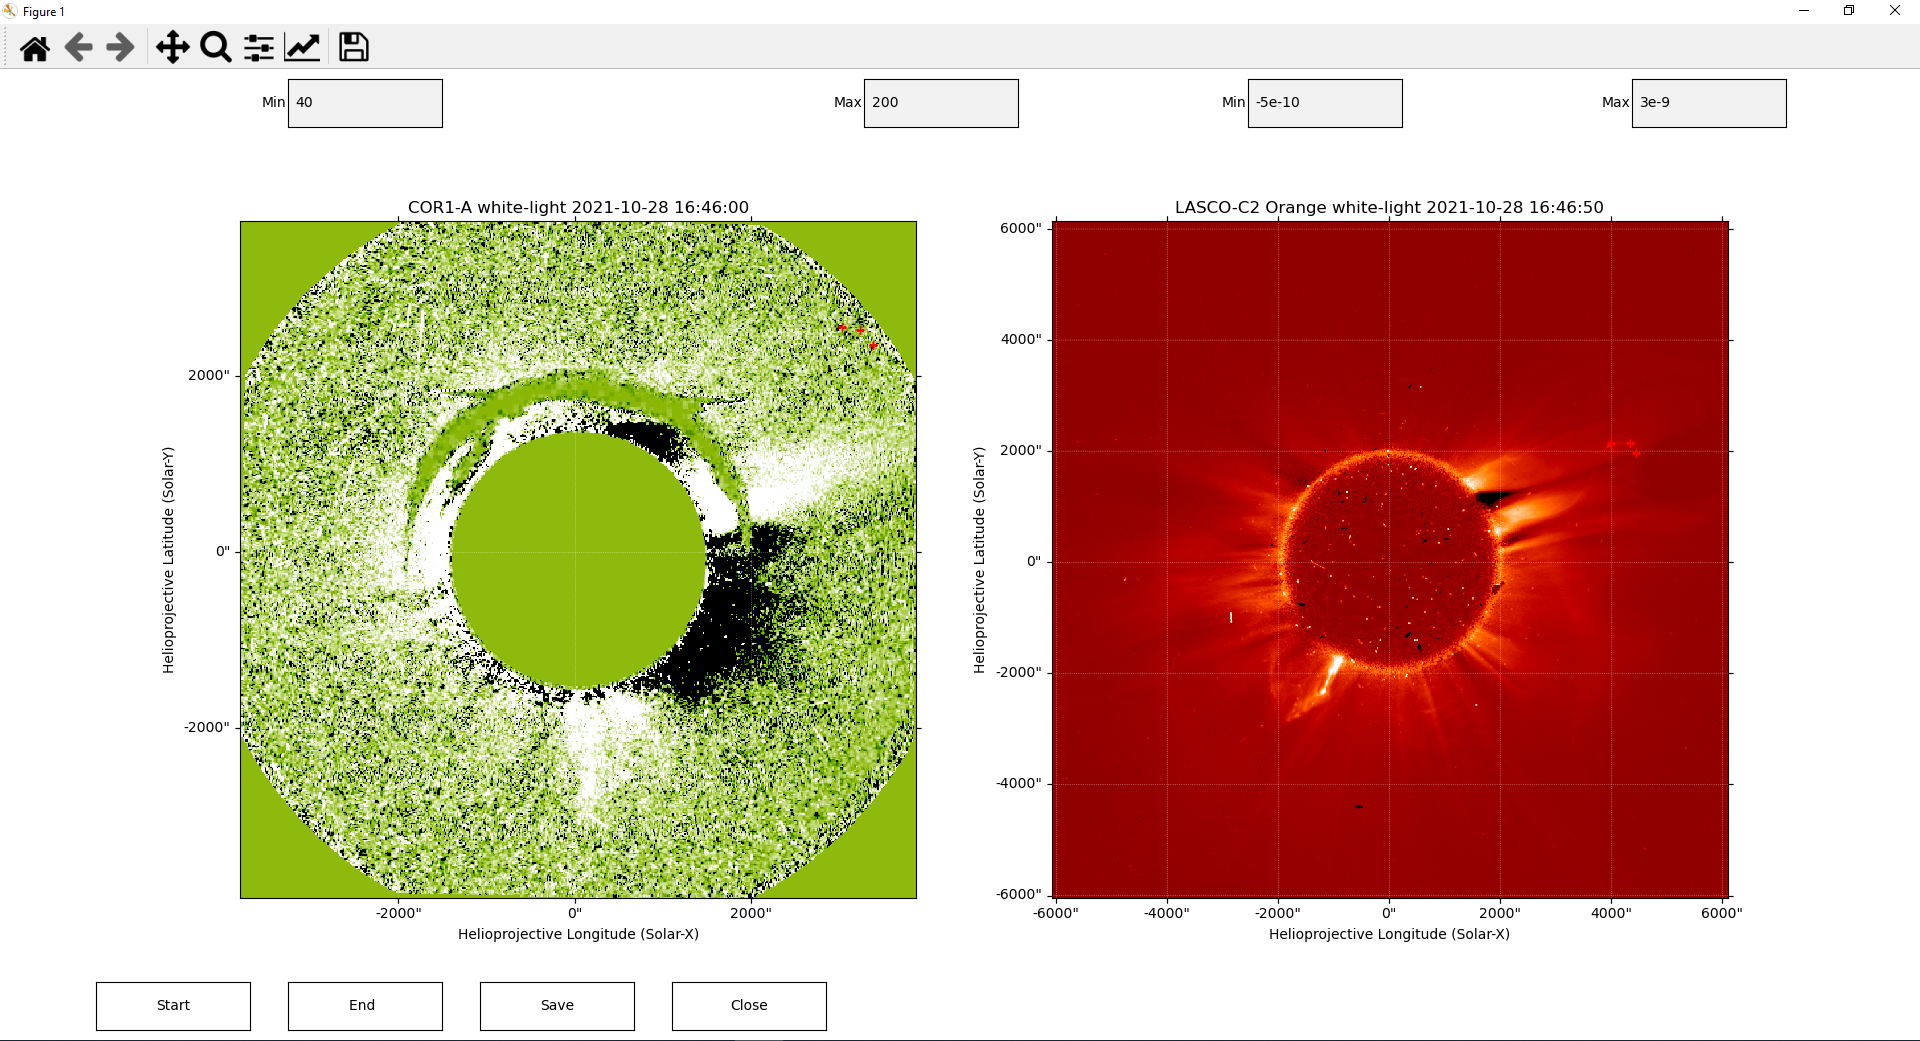 Figure 1
Min 40
Max 200
Min -5e-10
Max 3e-9
COR1-A white-light 2021-10-28 16:46:00
2000"
0"
-2000"
Helioprojective Latitude (Solar-Y)
-2000" 0" 2000"
Helioprojective Longitude (Solar-X)
LASCO-C2 Orange white-light 2021-10-28 16:46:50
6000"
4000"
2000"
0"
-2000"
-4000"
-6000"
Helioprojective Latitude (Solar-Y)
-6000" -4000" -2000" 0" 2000" 4000" 6000"
Helioprojective Longitude (Solar-X)
Start End Save Close